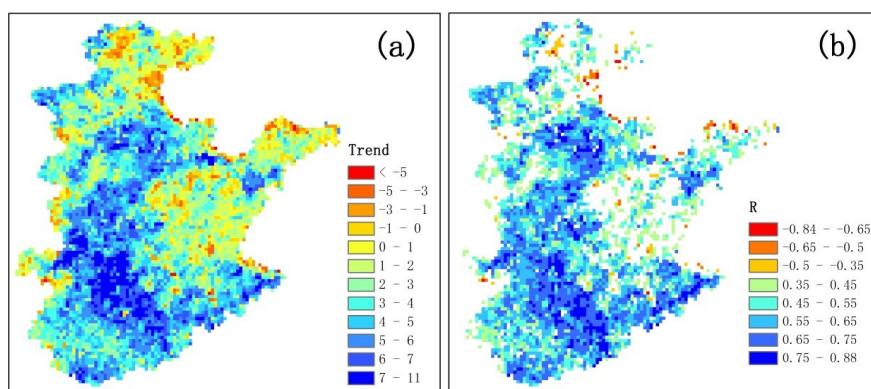 (a)
Trend
< -5
-5 - -3
-3 - -1
-1 - 0
0 - 1
1 - 2
2 - 3
3 - 4
4 - 5
5 - 6
6 - 7
7 - 11
(b)
R
-0.84 - -0.65
-0.65 - -0.5
-0.5 - -0.35
0.35 - 0.45
0.45 - 0.55
0.55 - 0.65
0.65 - 0.75
0.75 - 0.88